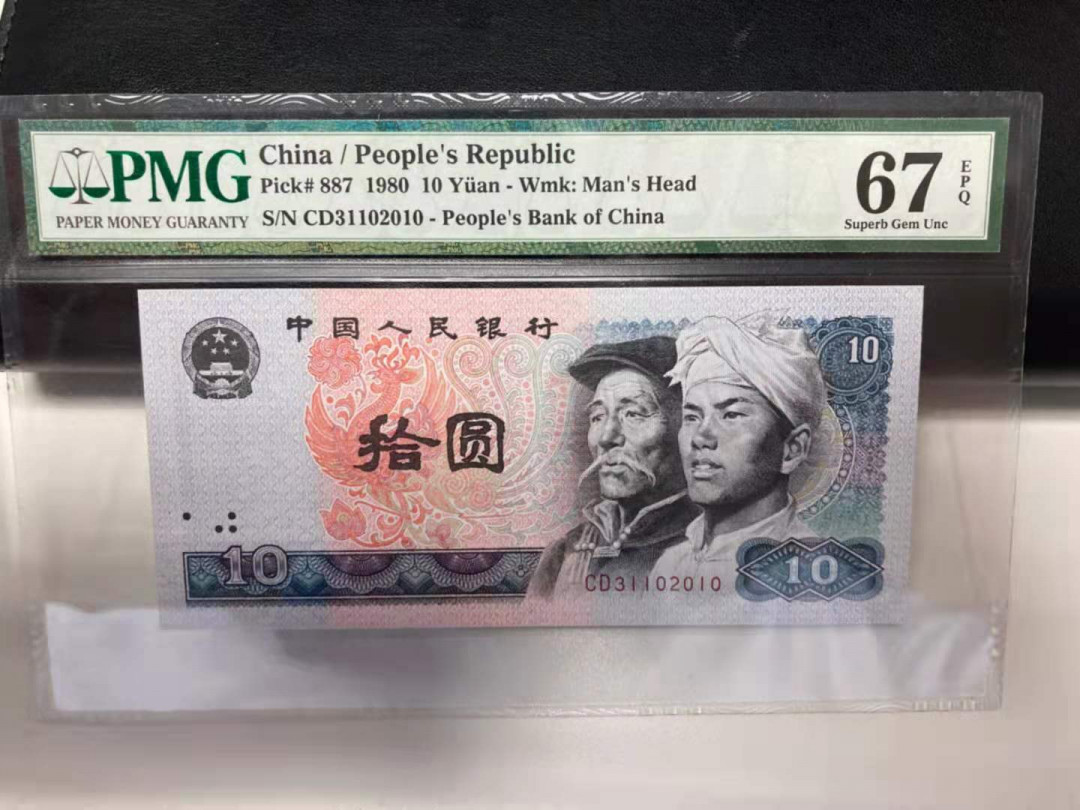 PMG
PAPER MONEY GUARANTY
China / People's Republic
Pick# 887 1980 10 Yüan - Wmk: Man's Head
S/N CD31102010 - People's Bank of China
67
EPQ
Superb Gem Unc
中国人民银行
10
拾圆
10
CD31102010
10